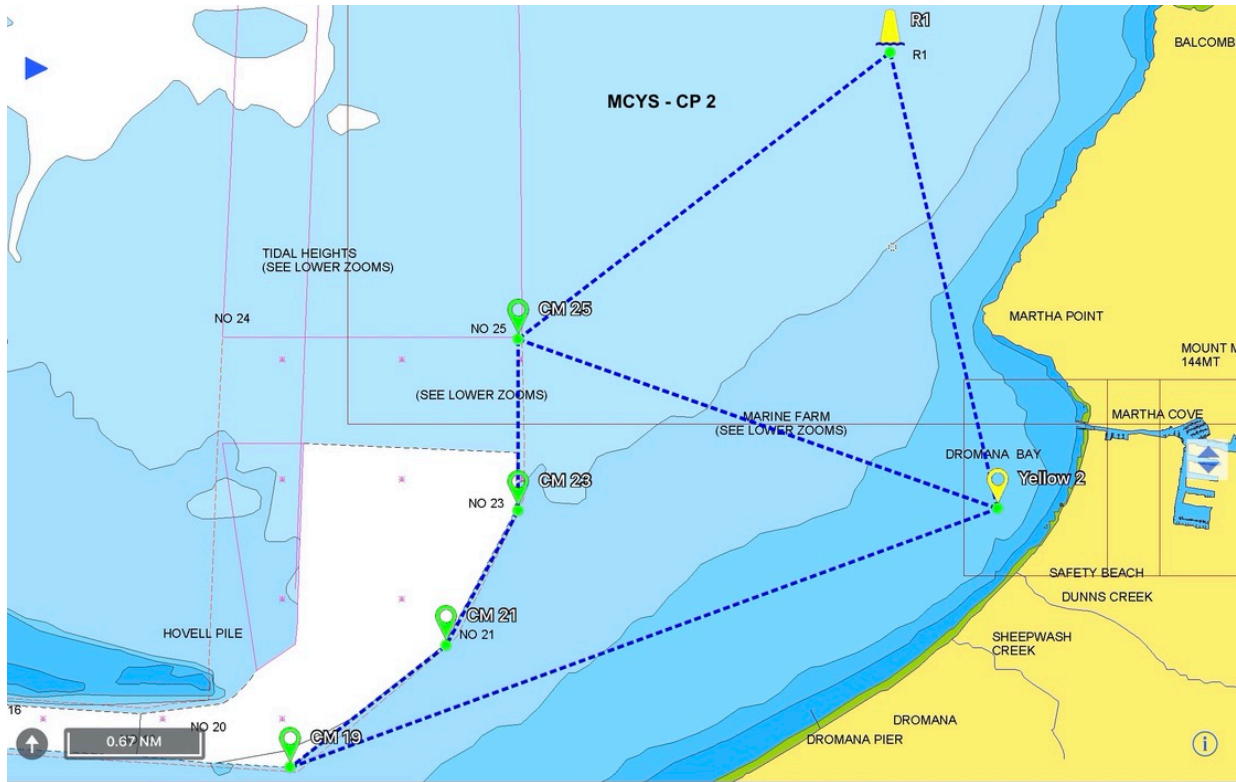 R1
R1
BALCOMB
MCYS - CP 2
TIDAL HEIGHTS
(SEE LOWER ZOOMS)
NO 24
CM 25
NO 25
MARTHA POINT
MOUNT M
144MT
(SEE LOWER ZOOMS)
MARINE FARM
(SEE LOWER ZOOMS)
MARTHA COVE
DROMANA BAY
Yellow 2
CM 23
NO 23
SAFETY BEACH
DUNNS CREEK
CM 21
NO 21
HOVELL PILE
SHEEPWASH
CREEK
16
NO 20
CM 19
DROMANA
DROMANA PIER
0.67 NM